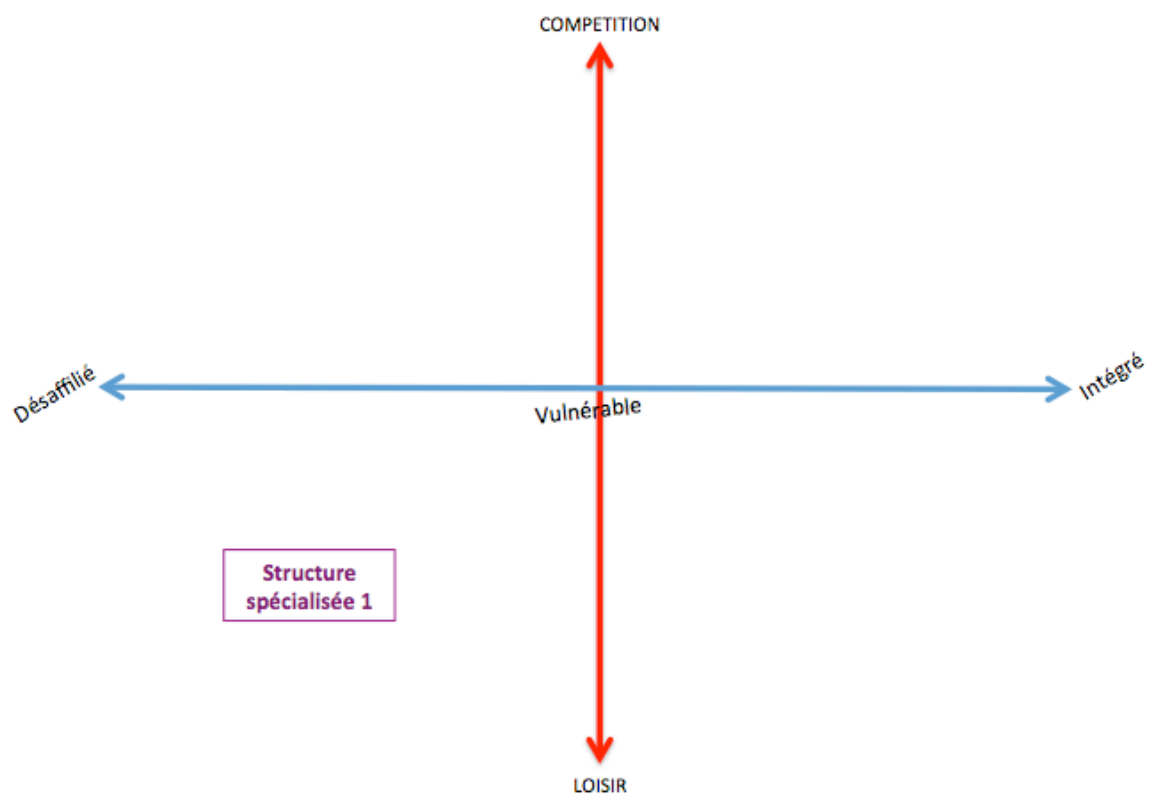 COMPETITION
Désaffilié
Intégré
Vulnérable
Structure
spécialisée 1
LOISIR